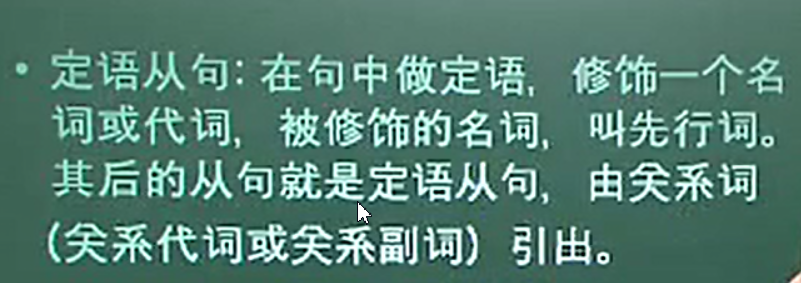 • 定语从句: 在句中做定语, 修饰一个名
词或代词, 被修饰的名词, 叫先行词。
其后的从句就是定语从句, 由关系词
(关系代词或关系副词) 引出。